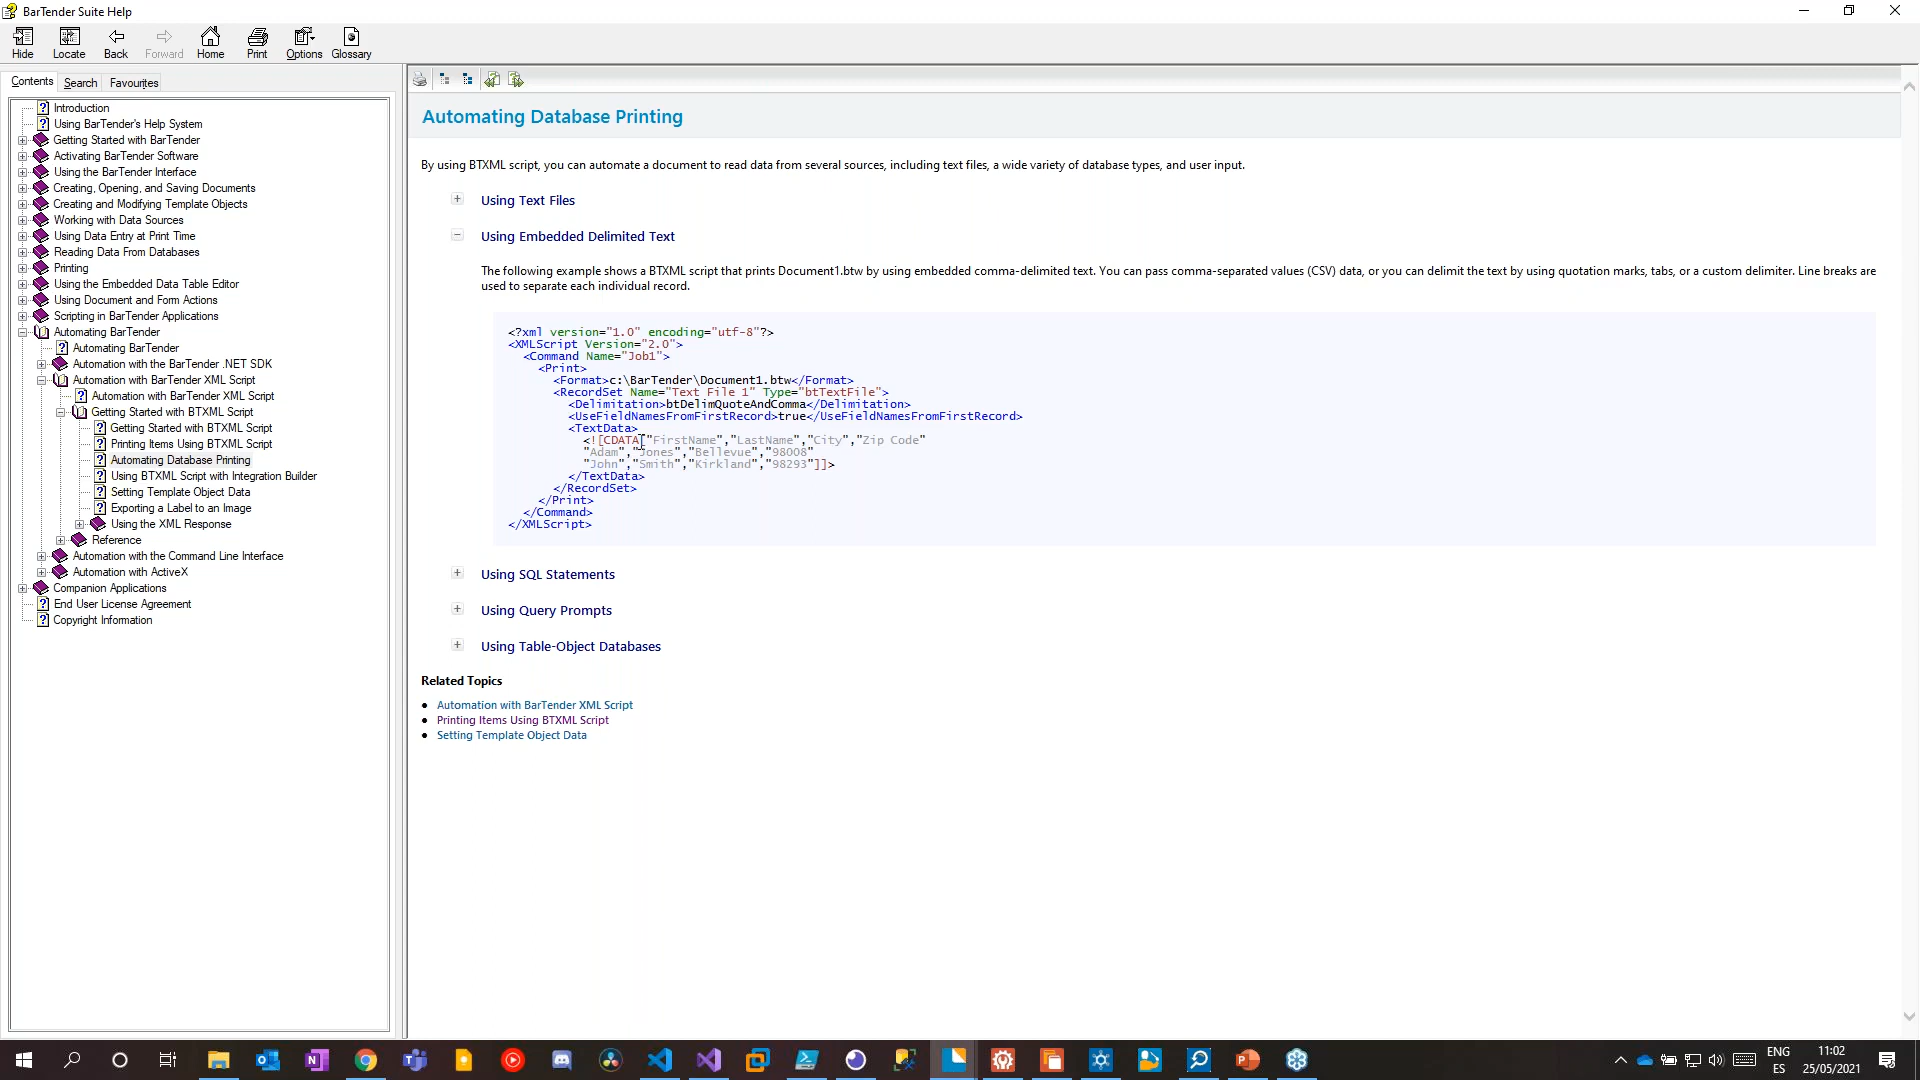 BarTender Suite Help
Hide Locate Back Forward Home Print Options Glossary
Contents Search Favourites
Introduction
Using BarTender's Help System
Getting Started with BarTender
Activating BarTender Software
Using the BarTender Interface
Creating, Opening, and Saving Documents
Creating and Modifying Template Objects
Working with Data Sources
Using Data Entry at Print Time
Reading Data From Databases
Printing
Using the Embedded Data Table Editor
Using Document and Form Actions
Scripting in BarTender Applications
Automating BarTender
Automating BarTender
Automation with the BarTender .NET SDK
Automation with BarTender XML Script
Automation with BarTender XML Script
Getting Started with BTXML Script
Getting Started with BTXML Script
Printing Items Using BTXML Script
Automating Database Printing
Using BTXML Script with Integration Builder
Setting Template Object Data
Exporting a Label to an Image
Using the XML Response
Reference
Automation with the Command Line Interface
Automation with ActiveX
Companion Applications
End User License Agreement
Copyright Information
Automating Database Printing
By using BTXML script, you can automate a document to read data from several sources, including text files, a wide variety of database types, and user input.
Using Text Files
Using Embedded Delimited Text
The following example shows a BTXML script that prints Document1.btw by using embedded comma-delimited text. You can pass comma-separated values (CSV) data, or you can delimit the text by using quotation marks, tabs, or a custom delimiter. Line breaks are
used to separate each individual record.
<?xml version="1.0" encoding="utf-8"?>
<XMLScript Version="2.0">
<Command Name="Job1">
<Print>
<Format>c:\BarTender\Document1.btw</Format>
<RecordSet Name="Text File 1" Type="btTextFile">
<Delimitation>btDelimQuoteAndComma</Delimitation>
<UseFieldNamesFromFirstRecord>true</UseFieldNamesFromFirstRecord>
<TextData>
<![CDATA["FirstName","LastName","City","Zip Code"
"Adam","Jones","Bellevue","98008"
"John","Smith","Kirkland","98293"]]>
</TextData>
</RecordSet>
</Print>
</Command>
</XMLScript>
Using SQL Statements
Using Query Prompts
Using Table-Object Databases
Related Topics
Automation with BarTender XML Script
Printing Items Using BTXML Script
Setting Template Object Data
ENG
ES
11:02
25/05/2021